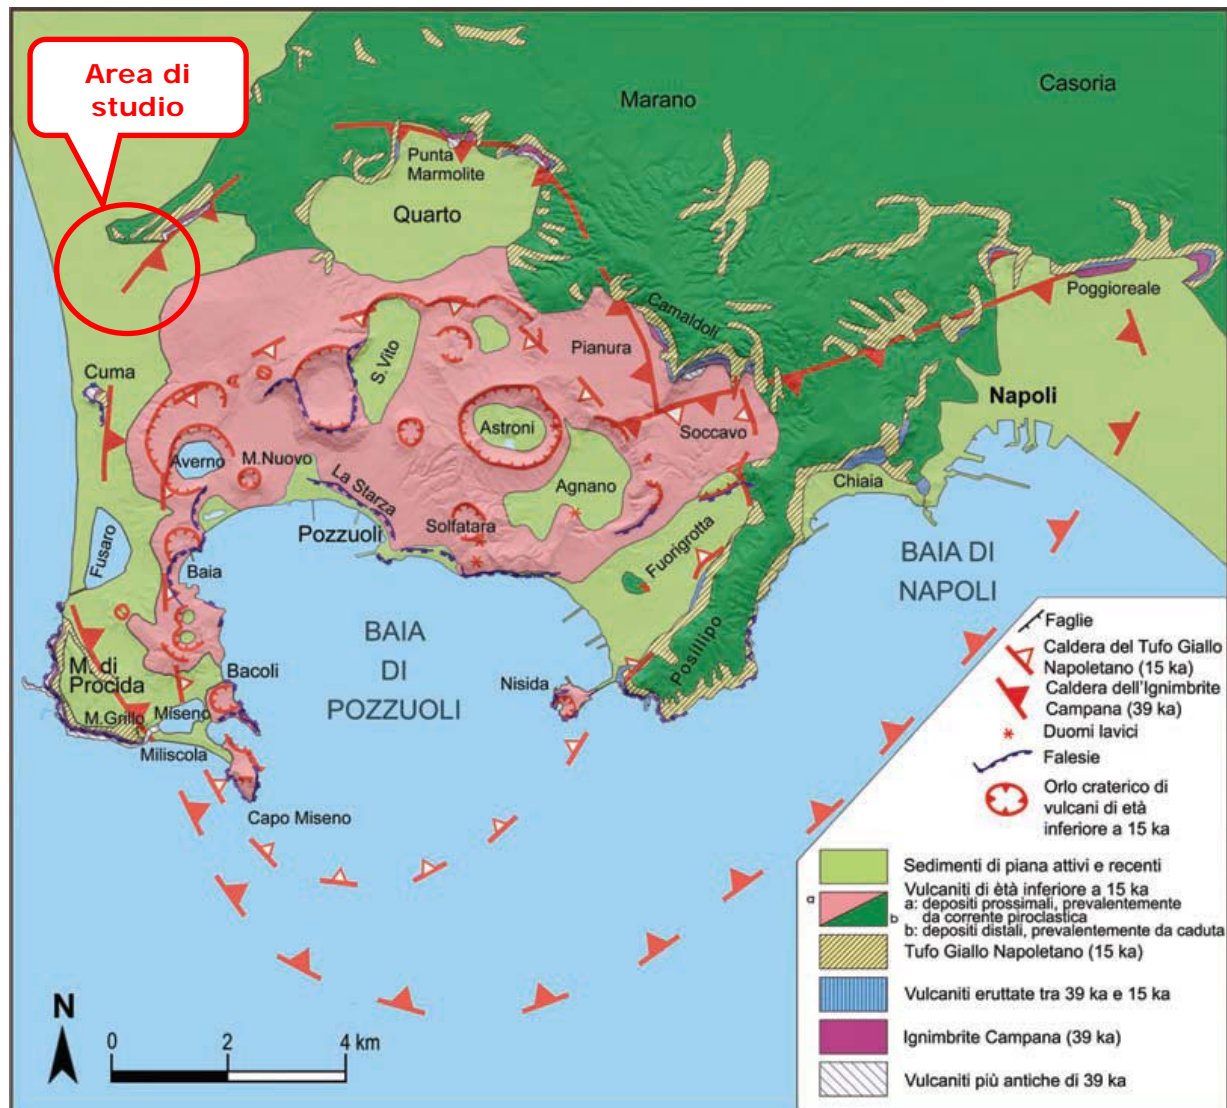 Area di
studio
Casoria
Marano
Punta
Marmolite
Quarto
Camaldoli
Poggioreale
Pianura
S. Vito
Cuma
Napoli
Astroni
Soccavo
Averno
M.Nuovo
La Starza
Agnano
Chiaia
Solfatara
Pozzuoli
Fusaro
Fuorigrotta
Baia
BAIA DI
NAPOLI
BAIA
DI
POZZUOLI
Posillipo
M. di
Procida
Bacoli
Nisida
M.Grillo
Miseno
Miliscola
Capo Miseno
Faglie
Caldera del Tufo Giallo
Napoletano (15 ka)
Caldera dell'Ignimbrite
Campana (39 ka)
Duomi lavici
Falesie
Orlo craterico di
vulcani di età
inferiore a 15 ka
Sedimenti di piana attivi e recenti
Vulcaniti di ètà inferiore a 15 ka
a
a: depositi prossimali, prevalentemente
da corrente piroclastica
b
b: depositi distali, prevalentemente da caduta
Tufo Giallo Napoletano (15 ka)
Vulcaniti eruttate tra 39 ka e 15 ka
Ignimbrite Campana (39 ka)
Vulcaniti più antiche di 39 ka
N
0 2 4 km